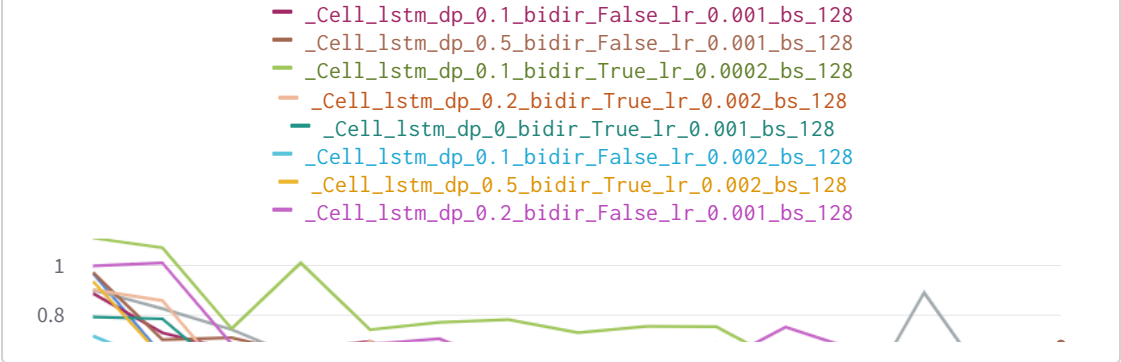 _Cell_lstm_dp_0.1_bidir_False_lr_0.001_bs_128
_Cell_lstm_dp_0.5_bidir_False_lr_0.001_bs_128
_Cell_lstm_dp_0.1_bidir_True_lr_0.0002_bs_128
_Cell_lstm_dp_0.2_bidir_True_lr_0.002_bs_128
_Cell_lstm_dp_0_bidir_True_lr_0.001_bs_128
_Cell_lstm_dp_0.1_bidir_False_lr_0.002_bs_128
_Cell_lstm_dp_0.5_bidir_True_lr_0.002_bs_128
_Cell_lstm_dp_0.2_bidir_False_lr_0.001_bs_128
1
0.8